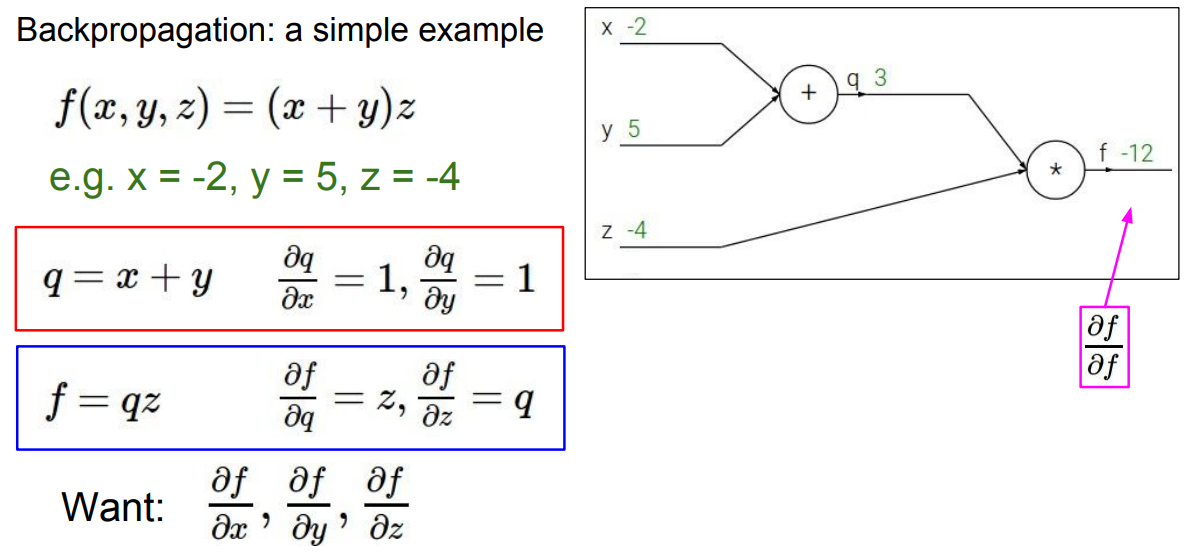 Backpropagation: a simple example
f(x, y, z) = (x + y)z
e.g. x = -2, y = 5, z = -4
q = x + y ∂q/∂x = 1, ∂q/∂y = 1
f = qz ∂f/∂q = z, ∂f/∂z = q
Want: ∂f/∂x, ∂f/∂y, ∂f/∂z
x -2
+
q 3
y 5
f -12
*
z -4
∂f/∂f